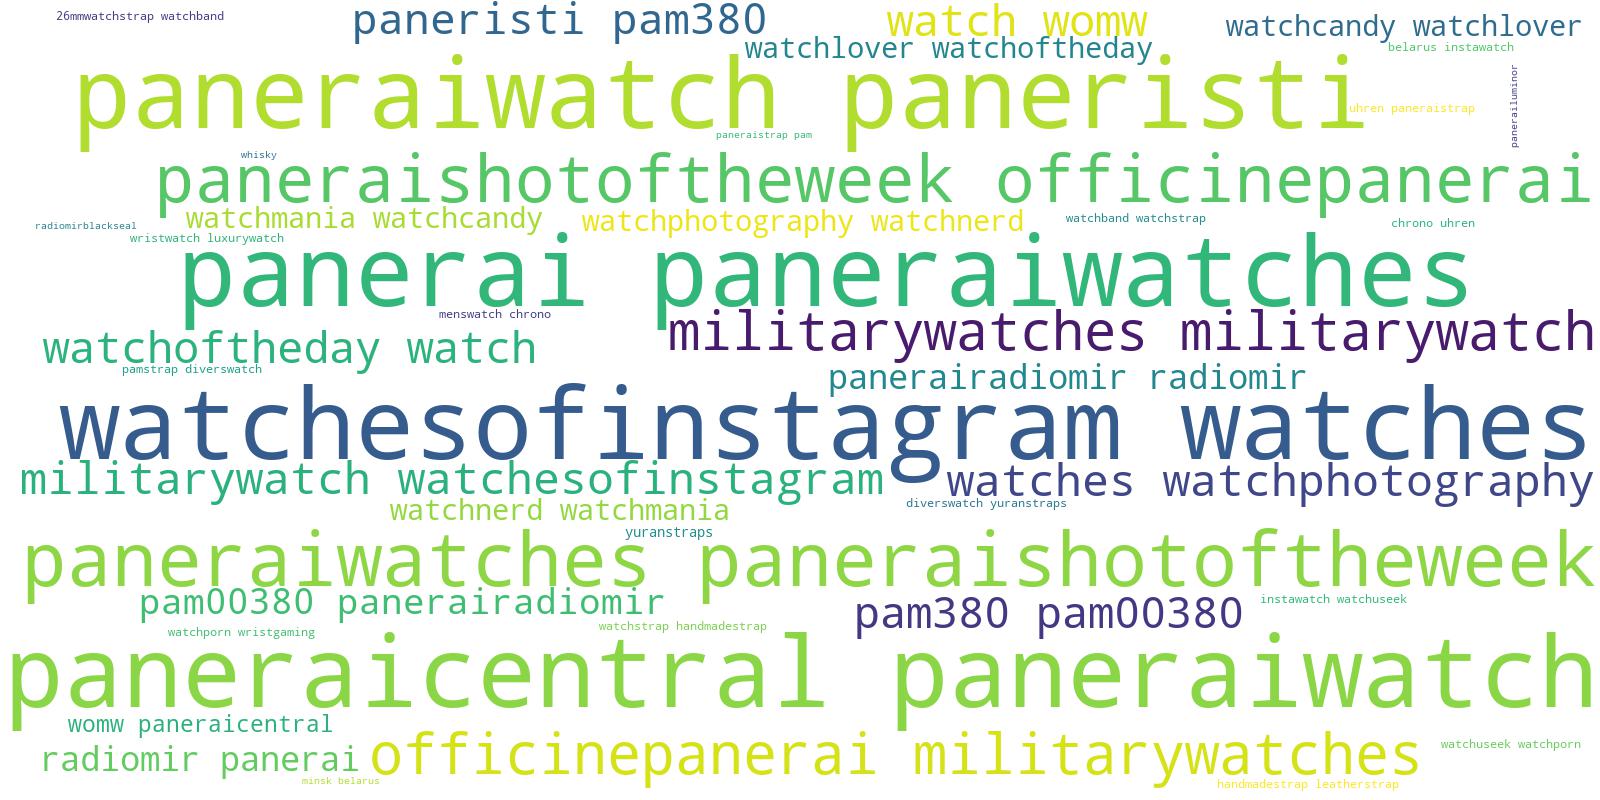 26mmwatchstrap watchband
paneristi pam380
watch womw
watchcandy watchlover
watchlover watchoftheday
belarus instawatch
paneraiwatch paneristi
panerailuminor
uhren paneraistrap
paneraistrap pam
whisky
paneraishotoftheweek officinepanerai
radiomirblackseal
watchmania watchcandy
watchphotography watchnerd
watchband watchstrap
chrono uhren
wristwatch luxurywatch
panerai paneraiwatches
menswatch chrono
militarywatches militarywatch
watchoftheday watch
pamstrap diverswatch
panerairadiomir radiomir
watchesofinstagram watches
militarywatch watchesofinstagram
watches watchphotography
watchnerd watchmania
diverswatch yuranstraps
yuranstraps
paneraiwatches paneraishotoftheweek
pam00380 panerairadiomir
pam380 pam00380
instawatch watchuseek
watchporn wristgaming
watchstrap handmadestrap
paneraicentral paneraiwatch
womw paneraicentral
radiomir panerai
officinepanerai militarywatches
watchuseek watchporn
minsk belarus
handmadestrap leatherstrap